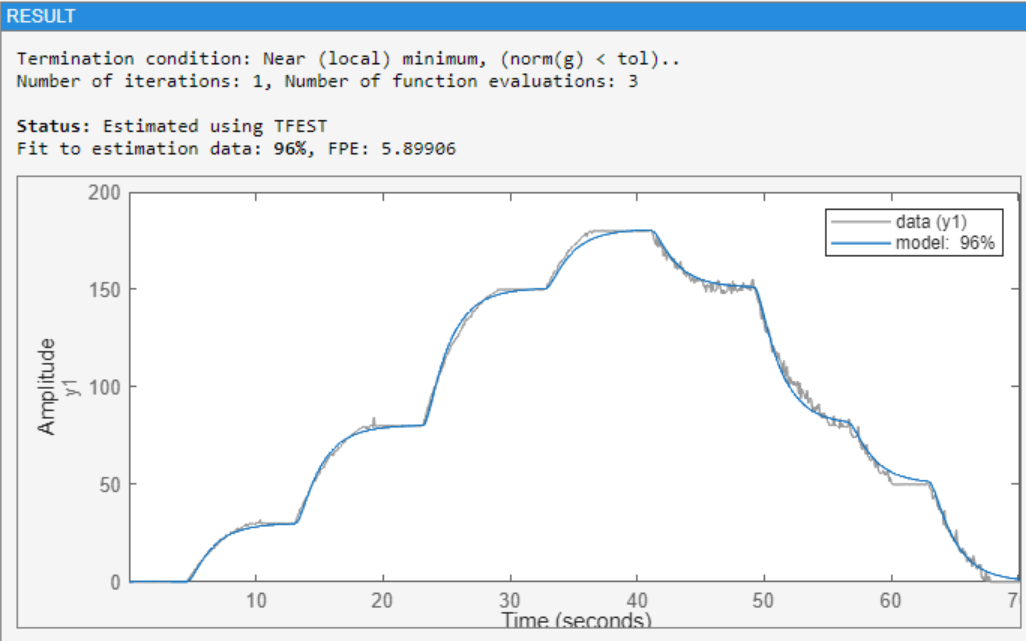 RESULT
Termination condition: Near (local) minimum, (norm(g) < tol)..
Number of iterations: 1, Number of function evaluations: 3
Status: Estimated using TFEST
Fit to estimation data: 96%, FPE: 5.89906
200
150
100
50
0
Amplitude
y1
data (y1)
model: 96%
10
20
30
40
50
60
7
Time (seconds)